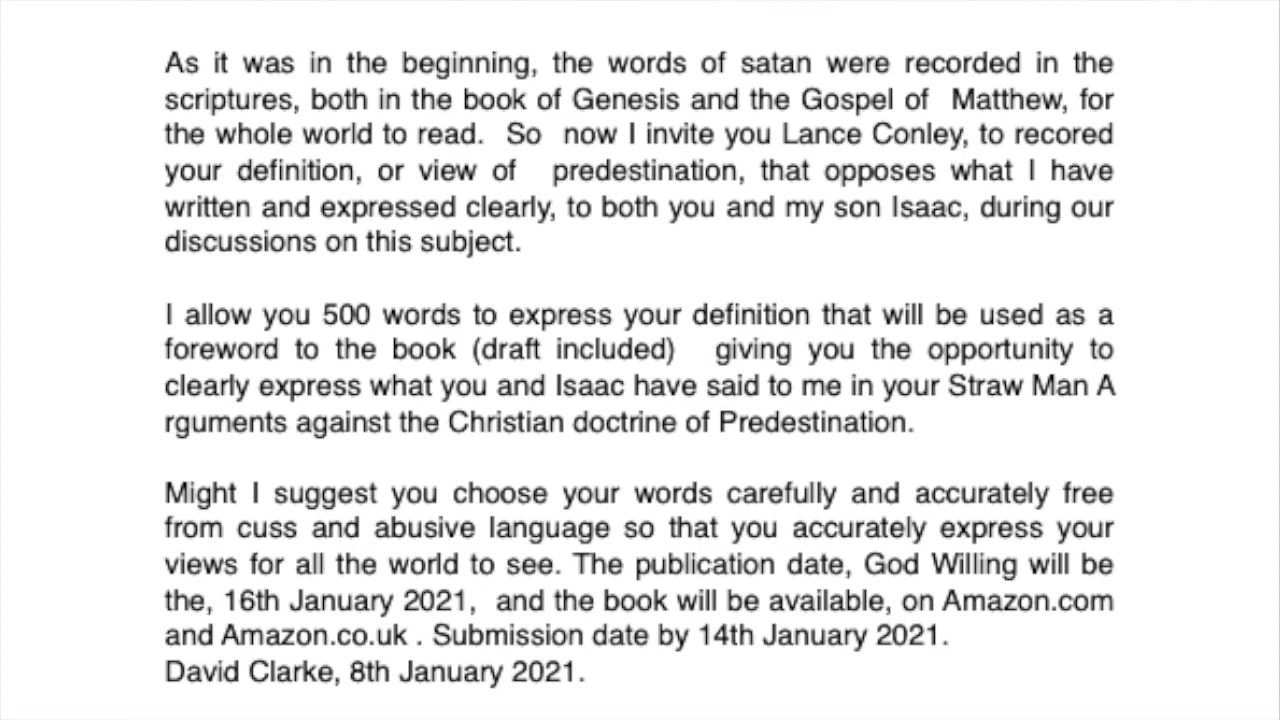 As it was in the beginning, the words of satan were recorded in the
scriptures, both in the book of Genesis and the Gospel of  Matthew, for
the whole world to read.  So  now I invite you Lance Conley, to recored
your definition, or view of  predestination, that opposes what I have
written and expressed clearly, to both you and my son Isaac, during our
discussions on this subject.
I allow you 500 words to express your definition that will be used as a
foreword to the book (draft included)  giving you the opportunity to
clearly express what you and Isaac have said to me in your Straw Man A
rguments against the Christian doctrine of Predestination.
Might I suggest you choose your words carefully and accurately free
from cuss and abusive language so that you accurately express your
views for all the world to see. The publication date, God Willing will be
the, 16th January 2021,  and the book will be available, on Amazon.com
and Amazon.co.uk . Submission date by 14th January 2021.
David Clarke, 8th January 2021.